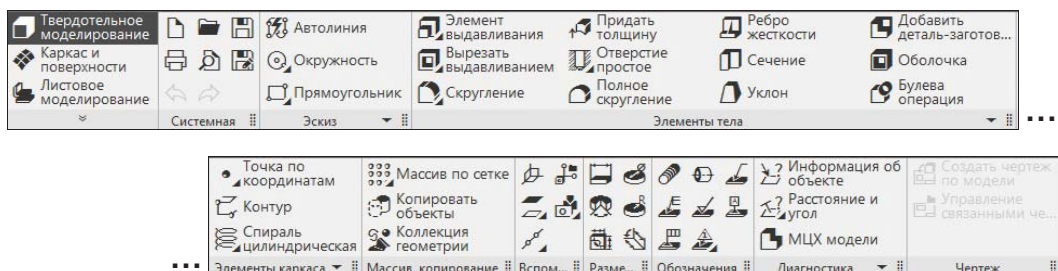 Твердотельное
моделирование
Каркас и
поверхности
Листовое
моделирование
Системная
Автолиния
Окружность
Прямоугольник
Эскиз
Элемент
выдавливания
Вырезать
выдавливанием
Скругление
Придать
толщину
Отверстие
простое
Полное
скругление
Ребро
жесткости
Сечение
Уклон
Добавить
деталь-заготов...
Оболочка
Булева
операция
Элементы тела
...
...
Точка по
координатам
Контур
Спираль
цилиндрическая
Элементы каркаса
Массив по сетке
Копировать
объекты
Коллекция
геометрии
Массив, копирование
Вспом...
Разме...
Обозначения
Информация об
объекте
Расстояние и
угол
МЦХ модели
Диагностика
Создать чертеж
по модели
Управление
связанными че...
Чертеж